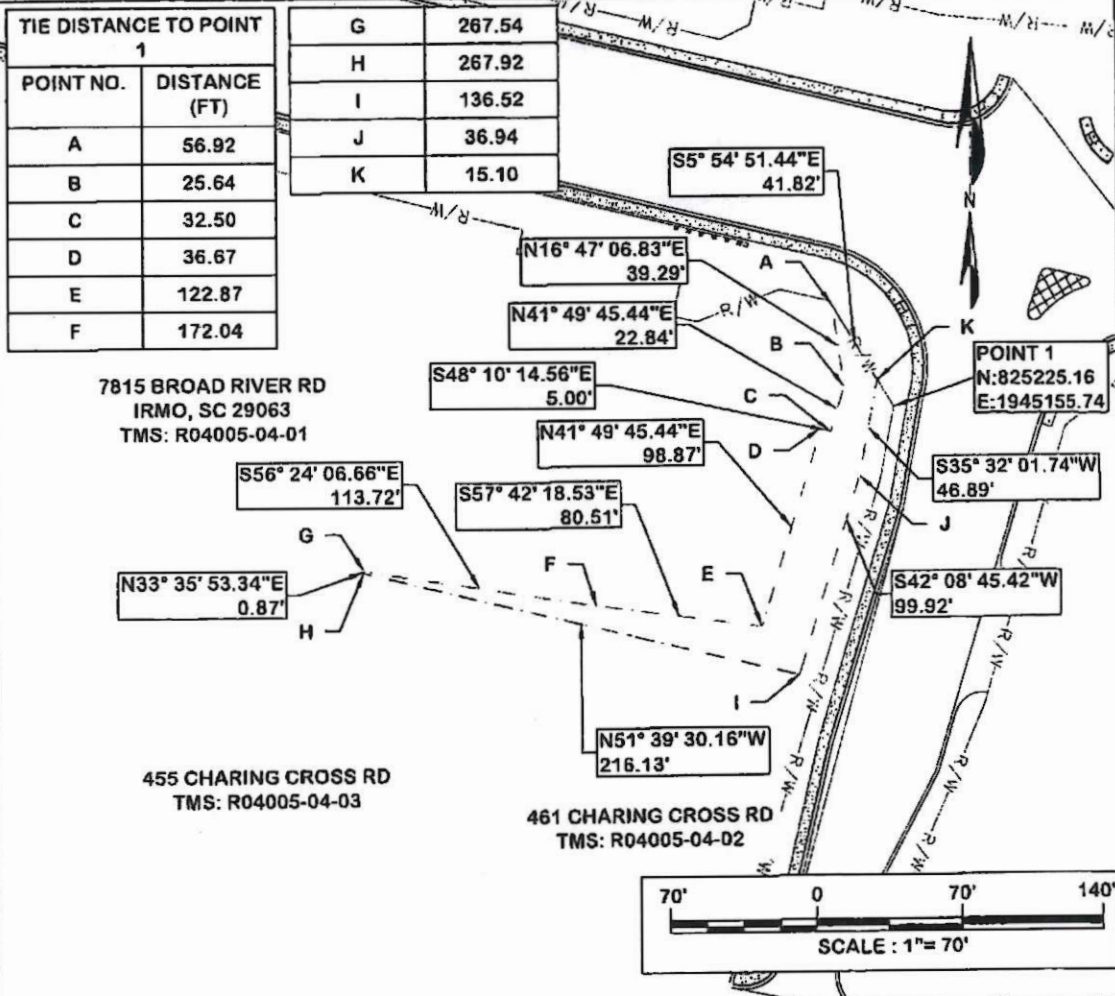 TIE DISTANCE TO POINT
1
POINT NO. DISTANCE
(FT)
A 56.92
B 25.64
C 32.50
D 36.67
E 122.87
F 172.04
G 267.54
H 267.92
I 136.52
J 36.94
K 15.10
R/W R/W R/W R/W R/W
R/W
N
S5° 54' 51.44"E
41.82'
N16° 47' 06.83"E
39.29'
A
R/W
N41° 49' 45.44"E
22.84'
B
R/W
K
POINT 1
N:825225.16
E:1945155.74
7815 BROAD RIVER RD
IRMO, SC 29063
TMS: R04005-04-01
S48° 10' 14.56"E
5.00'
C
D
N41° 49' 45.44"E
98.87'
S35° 32' 01.74"W
46.89'
S56° 24' 06.66"E
113.72'
S57° 42' 18.53"E
80.51'
J
R/W
R/W
G
F
E
N33° 35' 53.34"E
0.87'
S42° 08' 45.42"W
99.92'
H
R/W
R/W
R/W
I
R/W
N51° 39' 30.16"W
216.13'
R/W
R/W
455 CHARING CROSS RD
TMS: R04005-04-03
461 CHARING CROSS RD
TMS: R04005-04-02
R/W
R/W
R/W
70' 0 70' 140'
SCALE : 1"= 70'